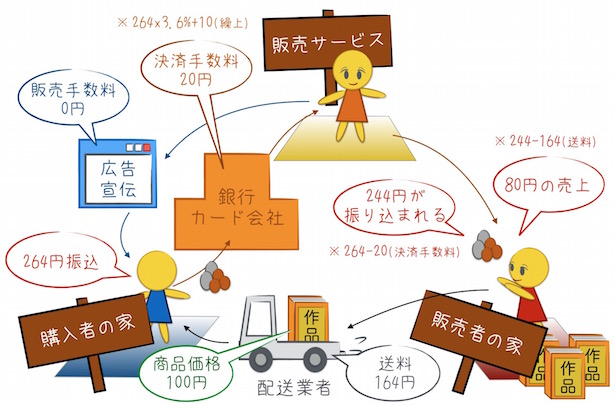 ※264x3.6%+10(繰上)
販売サービス
決済手数料
20円
販売手数料
0円
広告
宣伝
銀行
カード会社
※244-164(送料)
80円の売上
244円が
振り込まれる
※264-20(決済手数料)
264円振込
購入者の家
作品
商品価格
100円
配送業者
送料
164円
販売者の家
作品
作品
作品